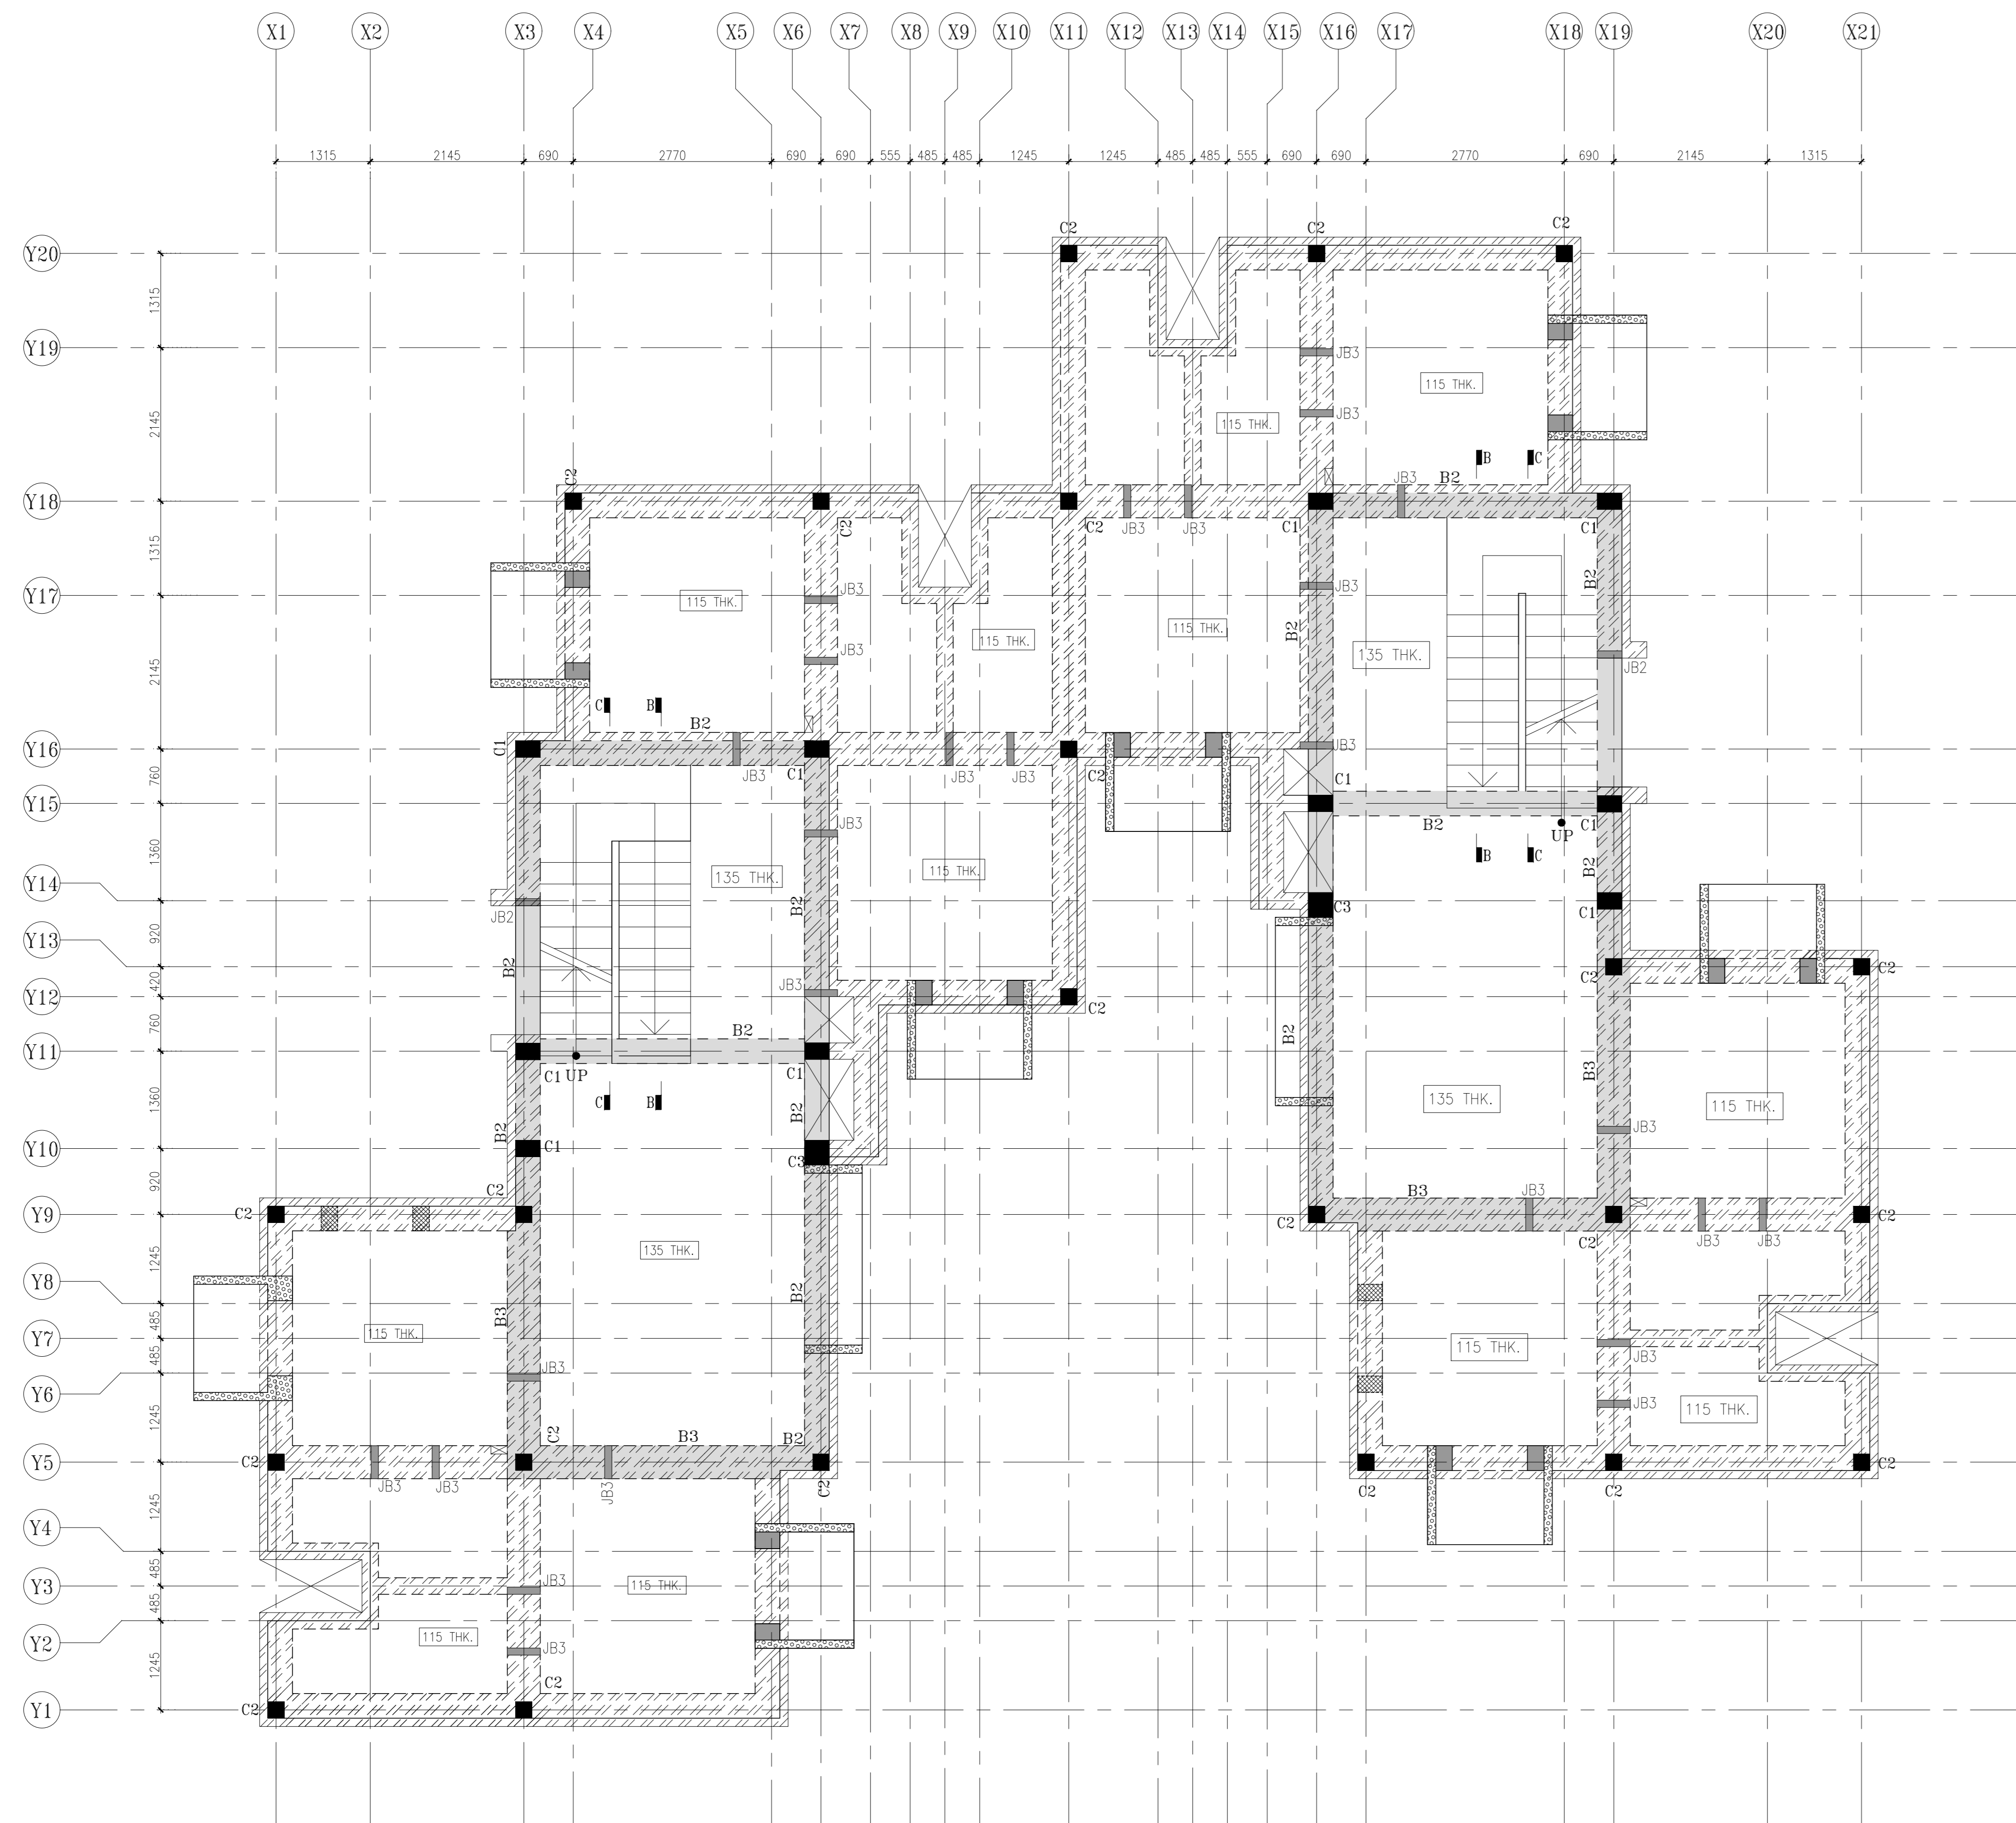 X1 X2 X3 X4 X5 X6 X7 X8 X9 X10 X11 X12 X13 X14 X15 X16 X17 X18 X19 X20 X21
1315 2145 690 2770 690 690 555 485 485 1245 1245 485 485 555 690 690 2770 690 2145 1315
C2 C2 C2
Y20
1315
Y19
JB3
115 THK.
2145
JB3
115 THK.
B C
C2 JB3 B2
Y18
C2 C2 JB3 JB3 C1 C1
1315
B2
JB3 JB3
Y17
115 THK.
115 THK.
B2
115 THK.
135 THK.
JB3
JB2
2145
C B
B2
Y16
C1 JB3 C1 JB3 JB3 C2 JB3
760
C1
Y15
JB3 B2 C1
UP
1360
B C
115 THK.
135 THK.
B2
Y14
B2
C3 C1
JB2
920
Y13
B2 C2 C2
420
JB3
Y12
C2
760
B2
B2
Y11
C1 UP C1
B3
1360
C B
135 THK.
115 THK.
B2 B2
JB3
Y10
C1
C3
920
C2 B3 JB3
Y9
C2 C2 C2
C2 JB3 JB3
135 THK.
1245
Y8
B3 B2
485
115 THK.
Y7
115 THK.
JB3
485
JB3
Y6
JB3
115 THK.
1245
C2 B3 B2
Y5
C2 C2
JB3 JB3 JB3 C2 C2 C2
1245
Y4
485
Y3
JB3 115 THK.
485
115 THK.
Y2
JB3
1245
C2
Y1
C2